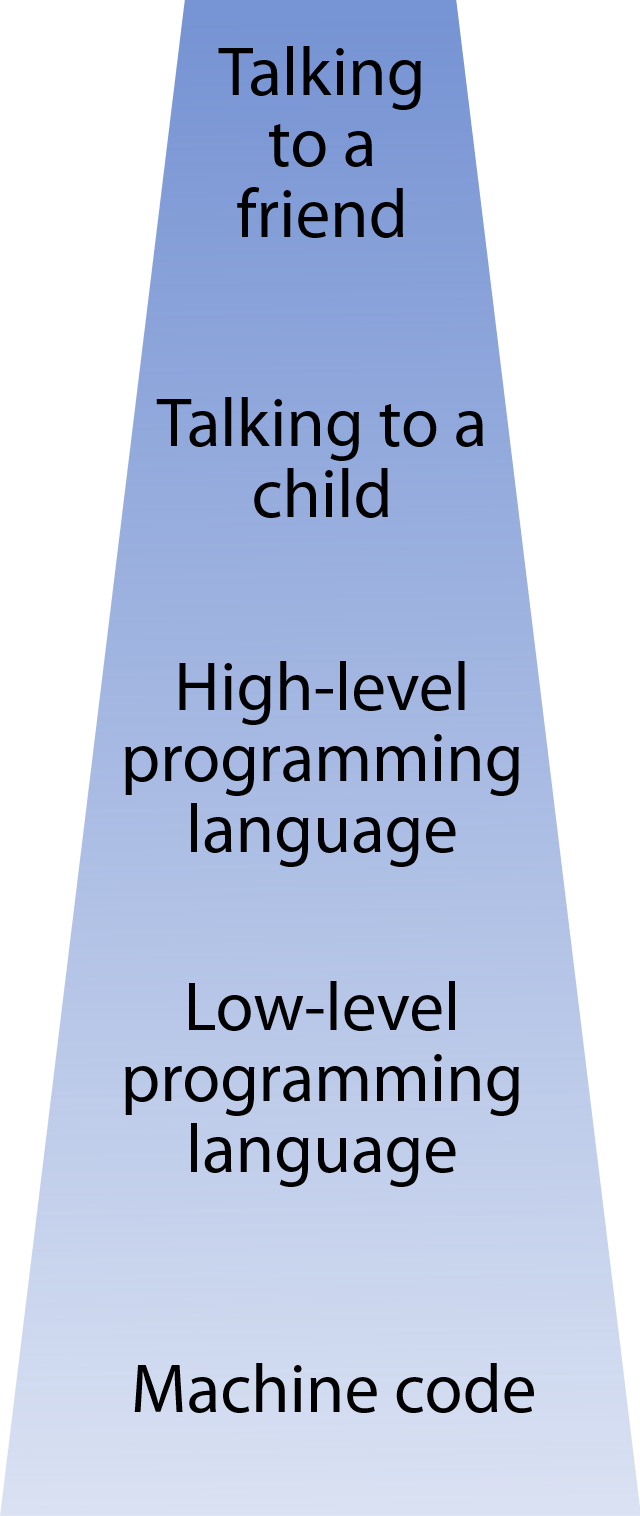 Talking
to a
friend
Talking to a
child
High-level
programming
language
Low-level
programming
language
Machine code